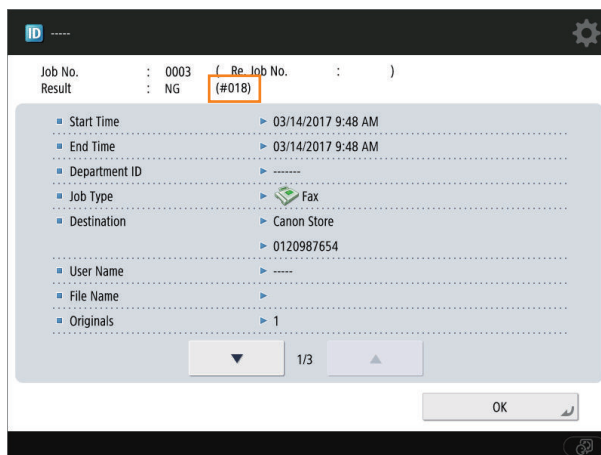 ID -----
Job No. : 0003 ( Re. Job No. : )
Result : NG (#018)
Start Time 03/14/2017 9:48 AM
End Time 03/14/2017 9:48 AM
Department ID -------
Job Type Fax
Destination Canon Store
0120987654
User Name -----
File Name
Originals 1
1/3
OK